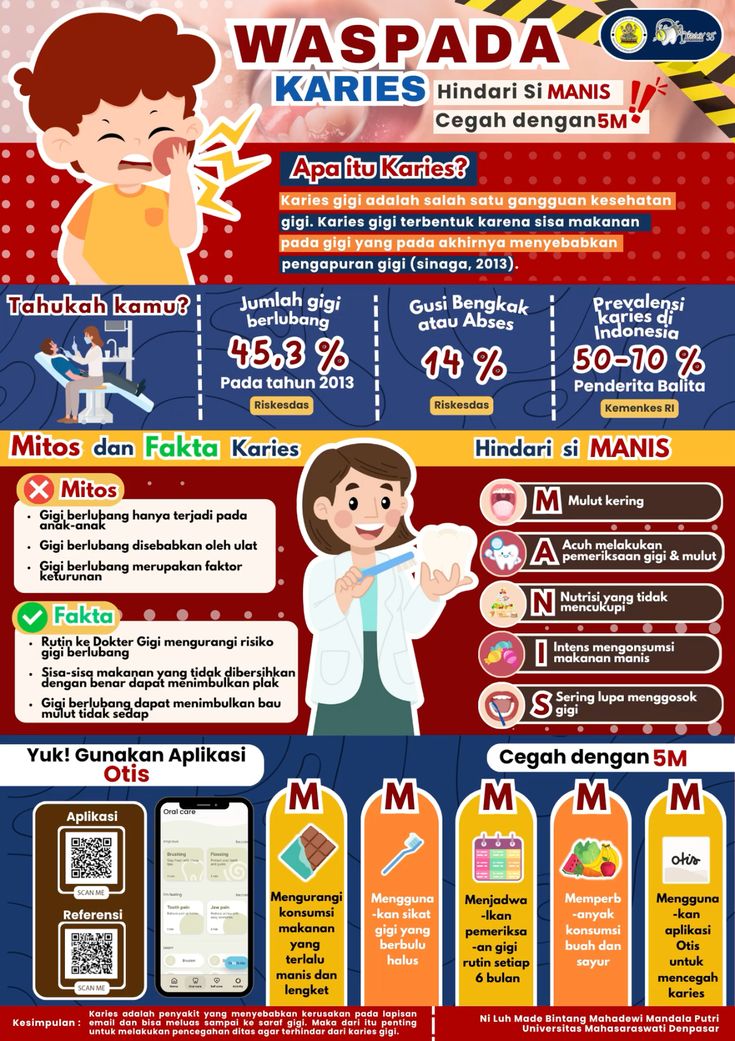 WASPADA
KARIES Hindari Si MANIS
Cegah dengan 5M!!
Apa itu Karies?
Karies gigi adalah salah satu gangguan kesehatan
gigi. Karies gigi terbentuk karena sisa makanan
pada gigi yang pada akhirnya menyebabkan
pengapuran gigi (sinaga, 2013).
Tahukah kamu?
Jumlah gigi
berlubang
45,3 %
Pada tahun 2013
Riskesdas
Gusi Bengkak
atau Abses
14 %
Riskesdas
Prevalensi
karies di
Indonesia
50-70 %
Penderita Balita
Kemenkes RI
Mitos dan Fakta Karies
Mitos
• Gigi berlubang hanya terjadi pada
anak-anak
• Gigi berlubang disebabkan oleh ulat
• Gigi berlubang merupakan faktor
keturunan
Fakta
• Rutin ke Dokter Gigi mengurangi risiko
gigi berlubang
• Sisa-sisa makanan yang tidak dibersihkan
dengan benar dapat menimbulkan plak
• Gigi berlubang dapat menimbulkan bau
mulut tidak sedap
Hindari si MANIS
M Mulut kering
A Acuh melakukan
pemeriksaan gigi & mulut
N Nutrisi yang tidak
mencukupi
I Intens mengonsumsi
makanan manis
S Sering lupa menggosok
gigi
Yuk! Gunakan Aplikasi
Otis
Aplikasi
SCAN ME
Referensi
SCAN ME
Oral care
Brushing
Flossing
Tooth pain
Jaw pain
Cegah dengan 5M
M
Mengurangi
konsumsi
makanan
yang
terlalu
manis dan
lengket
M
Mengguna
-kan sikat
gigi yang
berbulu
halus
M
Menjadwa
-lkan
pemeriksa
-an gigi
rutin setiap
6 bulan
M
Memperb
-anyak
konsumsi
buah dan
sayur
M
otis
Mengguna
-kan
aplikasi
Otis
untuk
mencegah
karies
Kesimpulan : Karies adalah penyakit yang menyebabkan kerusakan pada lapisan
email dan bisa meluas sampai ke saraf gigi. Maka dari itu penting
untuk melakukan pencegahan ditas agar terhindar dari karies gigi.
Ni Luh Made Bintang Mahadewi Mandala Putri
Universitas Mahasaraswati Denpasar